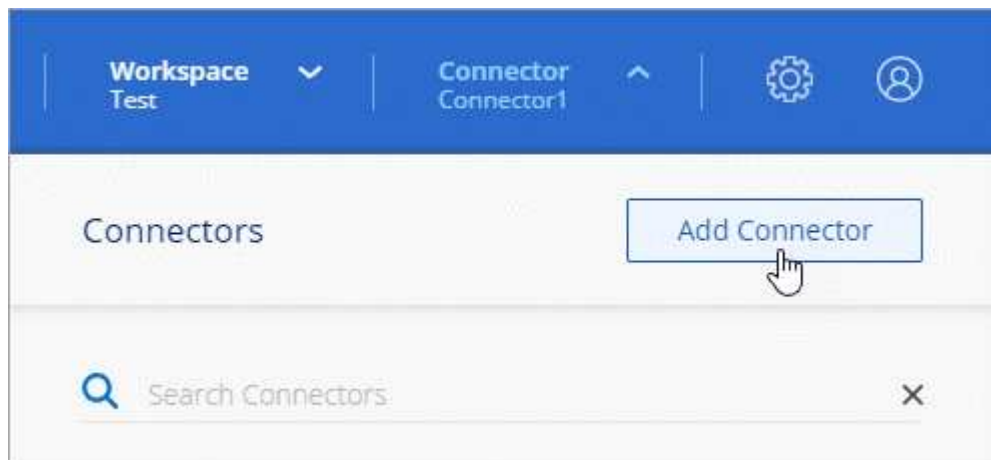 Workspace
Test
Connector
Connector1
Connectors
Add Connector
Search Connectors